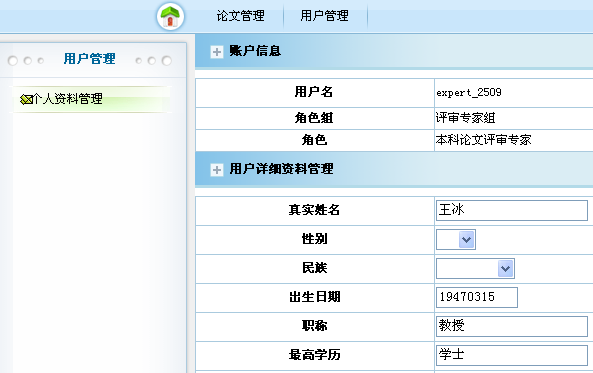 论文管理 用户管理
用户管理
个人资料管理
账户信息
用户名 expert_2509
角色组 评审专家组
角色 本科论文评审专家
用户详细资料管理
真实姓名 王冰
性别
民族
出生日期 19470315
职称 教授
最高学历 学士